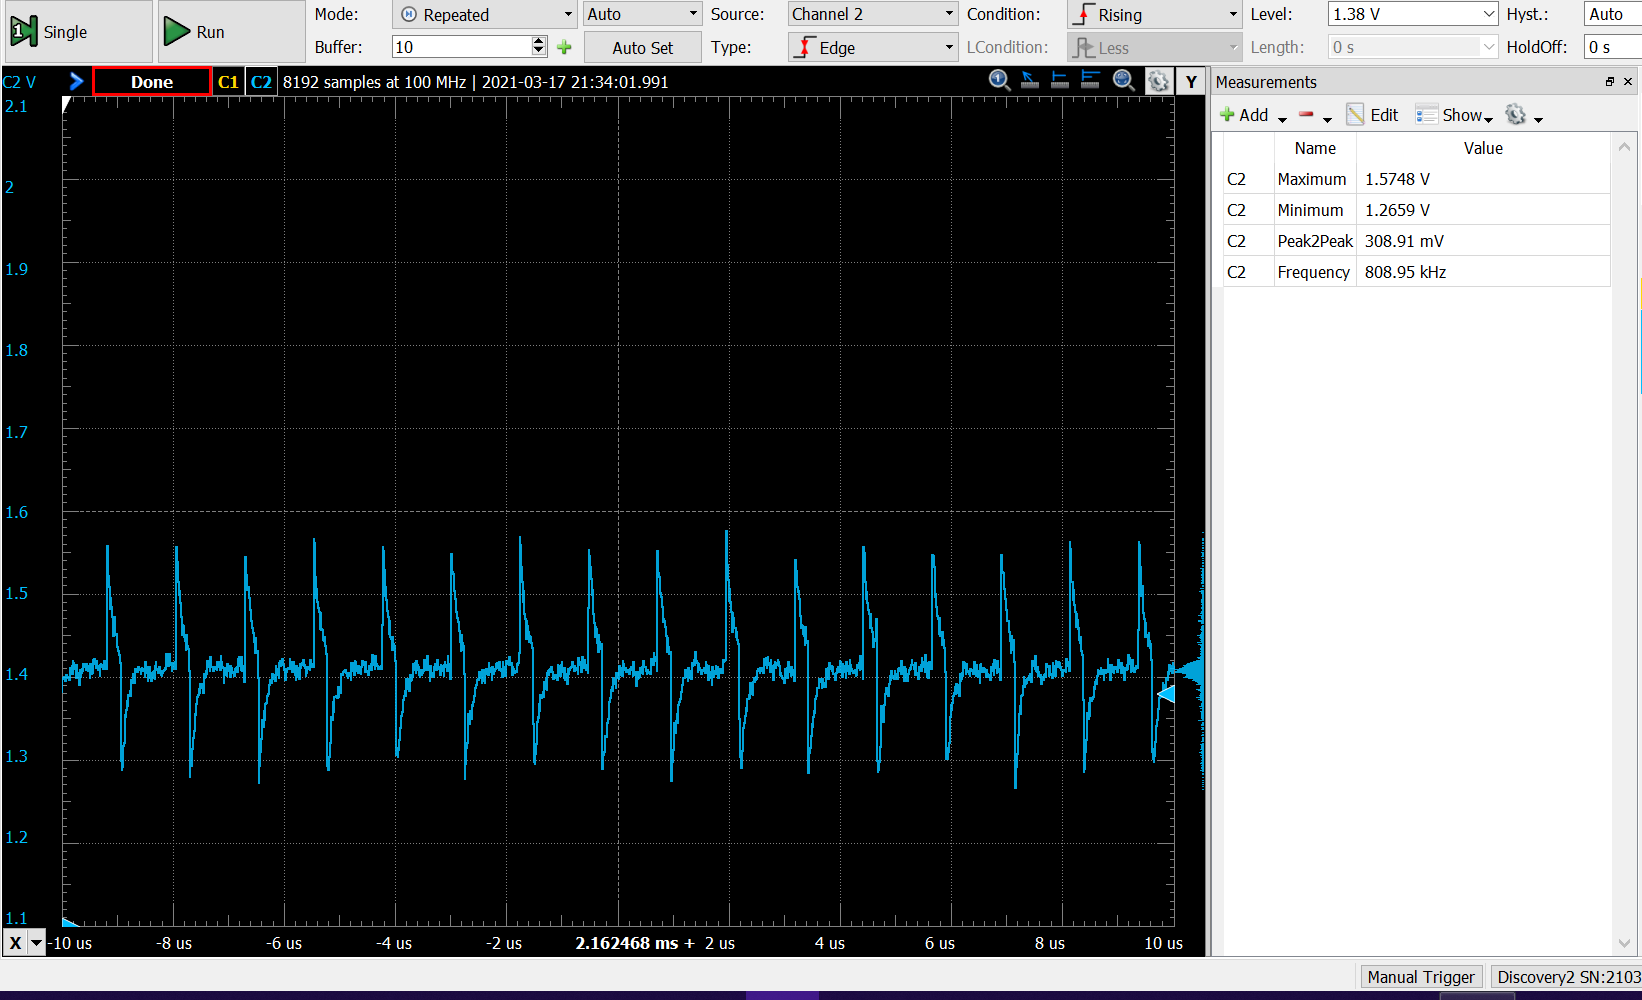 Mode: Repeated Auto Source: Channel 2 Condition: Rising Level: 1.38 V Hyst.: Auto
Single Run
Buffer: 10 Auto Set Type: Edge LCondition: Less Length: 0 s HoldOff: 0 s
C2 V Done C1 C2 8192 samples at 100 MHz | 2021-03-17 21:34:01.991 Y
Measurements
Add Edit Show
Name Value
C2 Maximum 1.5748 V
C2 Minimum 1.2659 V
C2 Peak2Peak 308.91 mV
C2 Frequency 808.95 kHz
2.1
2
1.9
1.8
1.7
1.6
1.5
1.4
1.3
1.2
1.1
X -10 us -8 us -6 us -4 us -2 us 2.162468 ms + 2 us 4 us 6 us 8 us 10 us
Manual Trigger Discovery2 SN:2103